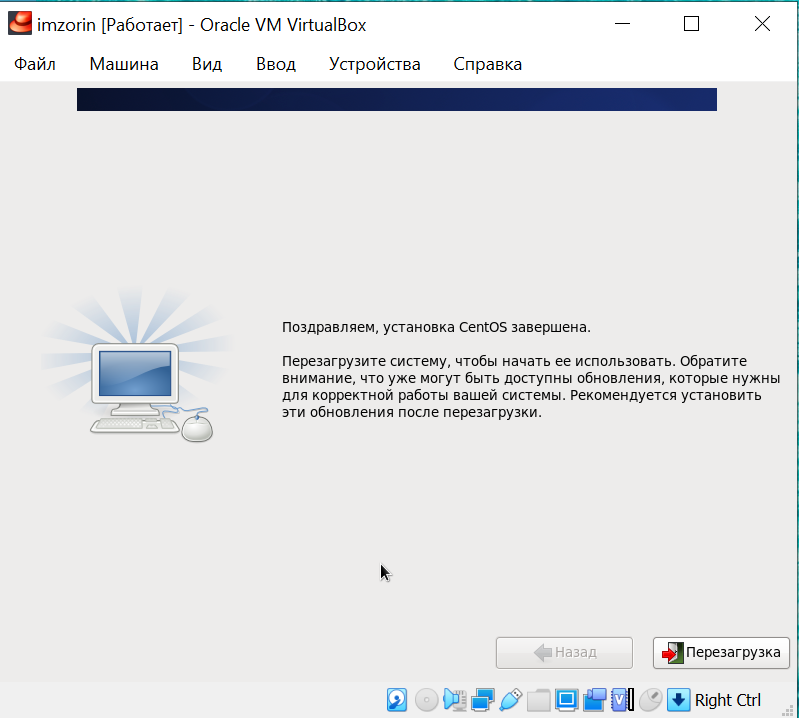 imzorin [Работает] - Oracle VM VirtualBox
Файл Машина Вид Ввод Устройства Справка
Поздравляем, установка CentOS завершена.
Перезагрузите систему, чтобы начать ее использовать. Обратите
внимание, что уже могут быть доступны обновления, которые нужны
для корректной работы вашей системы. Рекомендуется установить
эти обновления после перезагрузки.
Назад Перезагрузка
V Right Ctrl